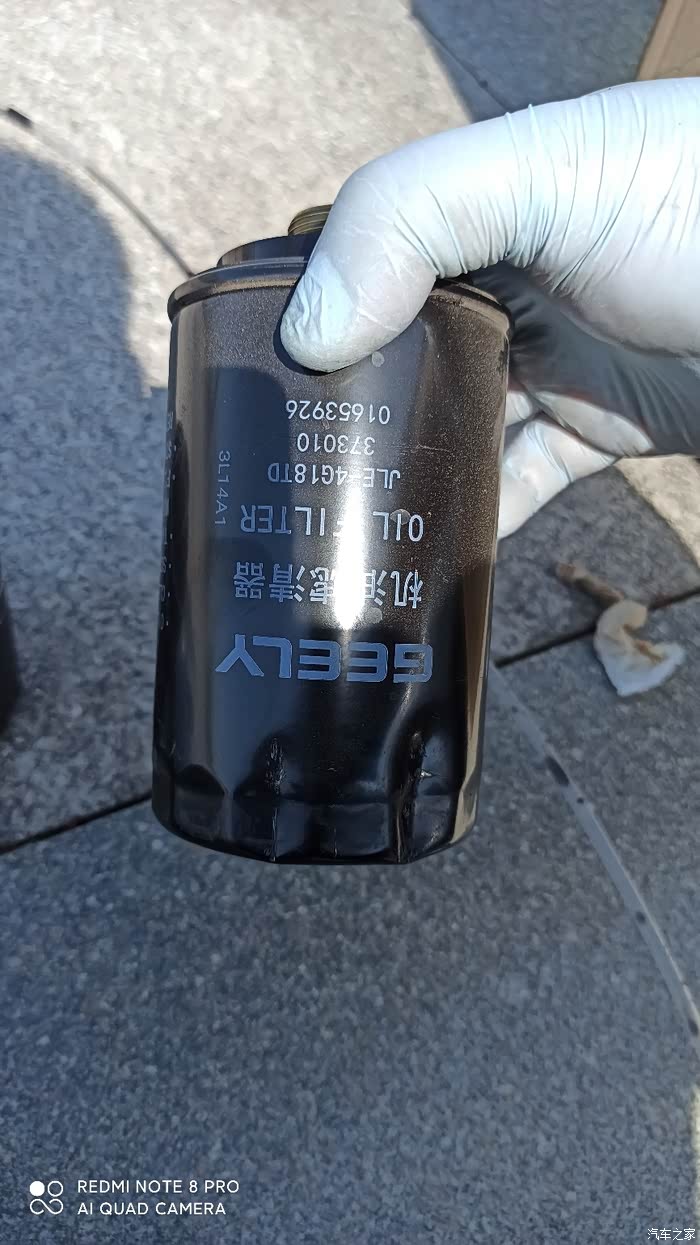 GEELY
机油滤清器
OIL FILTER
JLE-4G18TD
373010
01653926
3L14A1
REDMI NOTE 8 PRO
AI QUAD CAMERA
汽车之家